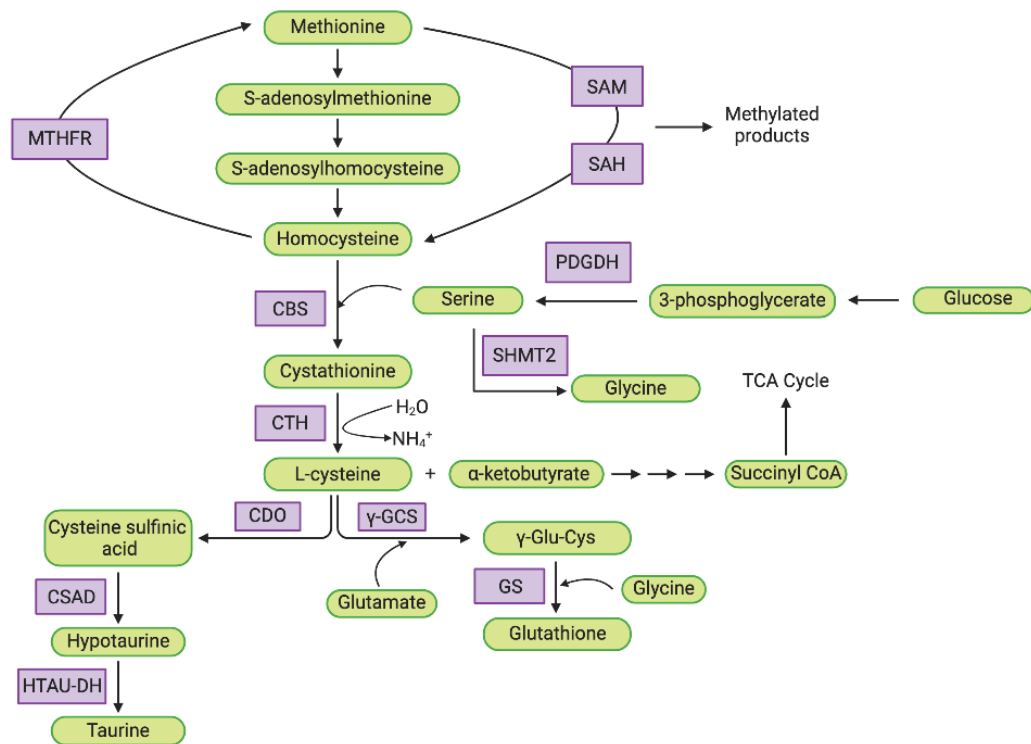 Methionine
SAM
S-adenosylmethionine
Methylated
products
MTHFR
SAH
S-adenosylhomocysteine
Homocysteine
PDGDH
CBS
Serine
3-phosphoglycerate
Glucose
SHMT2
Cystathionine
Glycine
TCA Cycle
H₂O
CTH
NH₄⁺
L-cysteine + α-ketobutyrate
Succinyl CoA
CDO
γ-GCS
Cysteine sulfinic
acid
γ-Glu-Cys
CSAD
GS
Glycine
Glutamate
Hypotaurine
Glutathione
HTAU-DH
Taurine